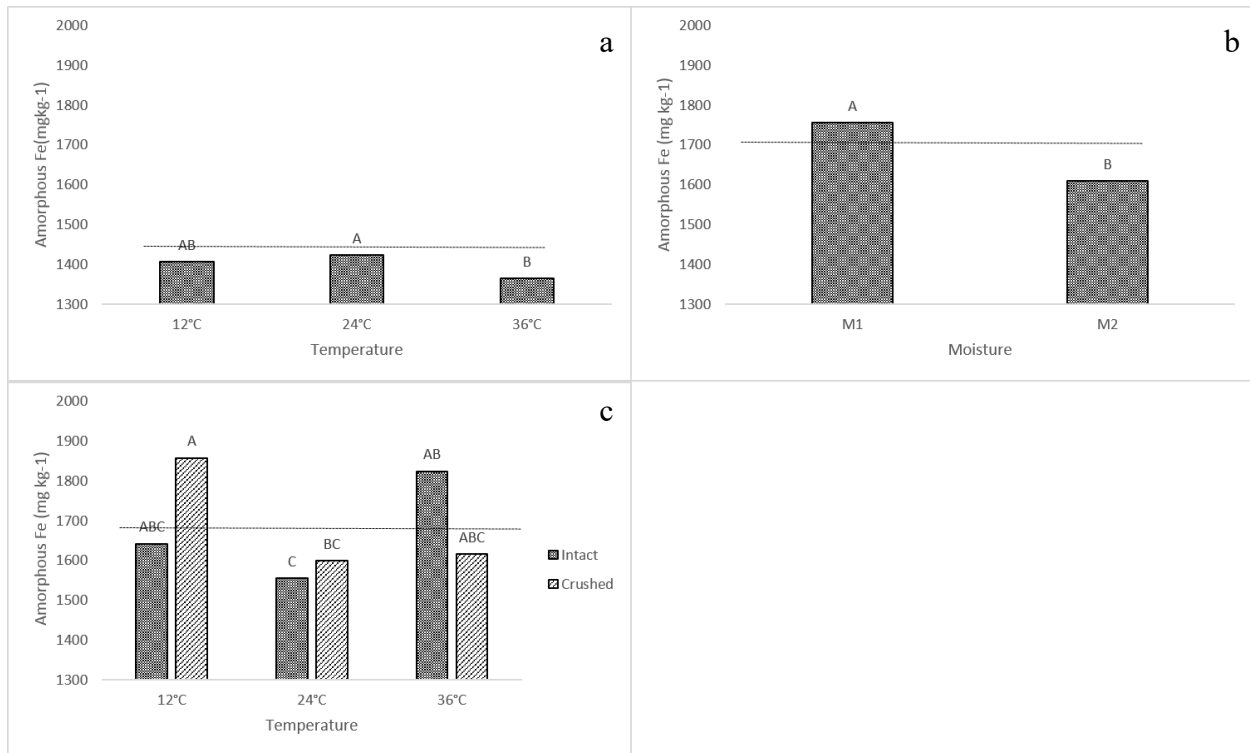 a
2000
1900
1800
1700
1600
1500
1400
1300
Amorphous Fe(mgkg-1)
AB
A
B
12°C 24°C 36°C
Temperature
b
2000
1900
1800
1700
1600
1500
1400
1300
Amorphous Fe (mg kg-1)
A
B
M1 M2
Moisture
c
2000
1900
1800
1700
1600
1500
1400
1300
Amorphous Fe (mg kg-1)
ABC
A
C
BC
AB
ABC
Intact
Crushed
12°C 24°C 36°C
Temperature